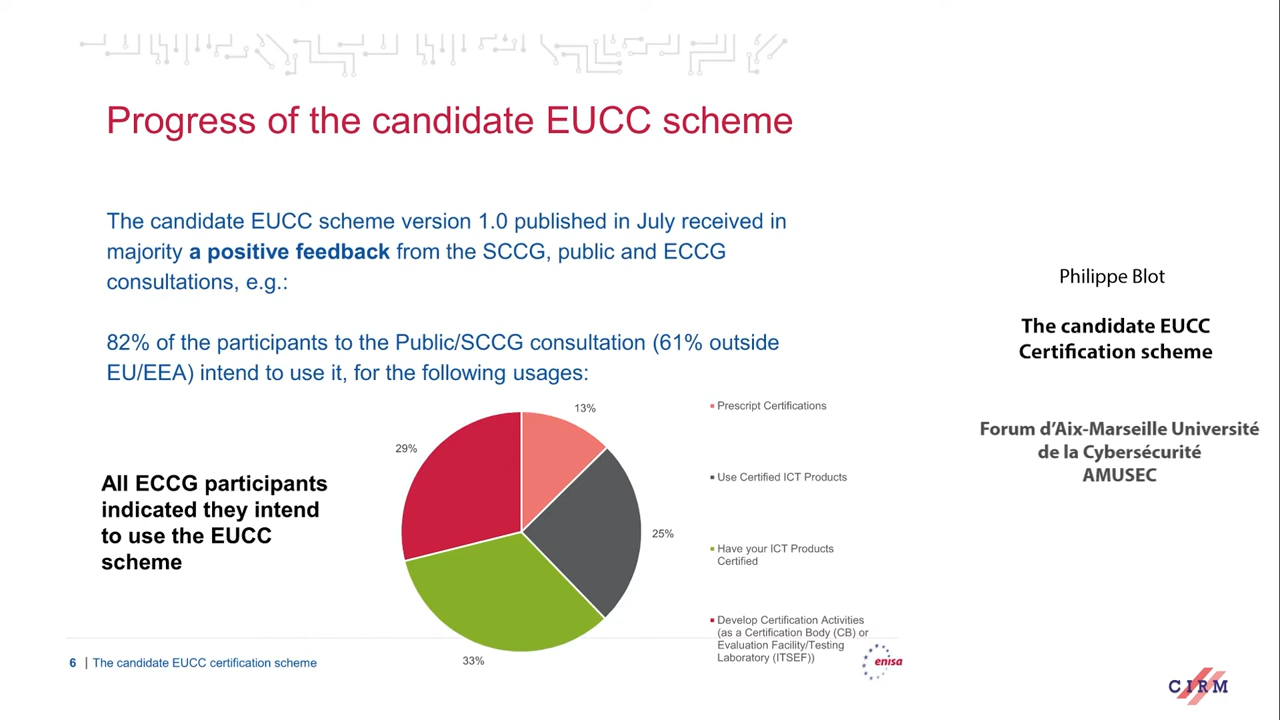 Progress of the candidate EUCC scheme
The candidate EUCC scheme version 1.0 published in July received in
majority a positive feedback from the SCCG, public and ECCG
consultations, e.g.:
82% of the participants to the Public/SCCG consultation (61% outside
EU/EEA) intend to use it, for the following usages:
All ECCG participants
indicated they intend
to use the EUCC
scheme
13%
25%
33%
29%
Prescript Certifications
Use Certified ICT Products
Have your ICT Products
Certified
Develop Certification Activities
(as a Certification Body (CB) or
Evaluation Facility/Testing
Laboratory (ITSEF))
6 | The candidate EUCC certification scheme
enisa
Philippe Blot
The candidate EUCC
Certification scheme
Forum d’Aix-Marseille Université
de la Cybersécurité
AMUSEC
CIRM